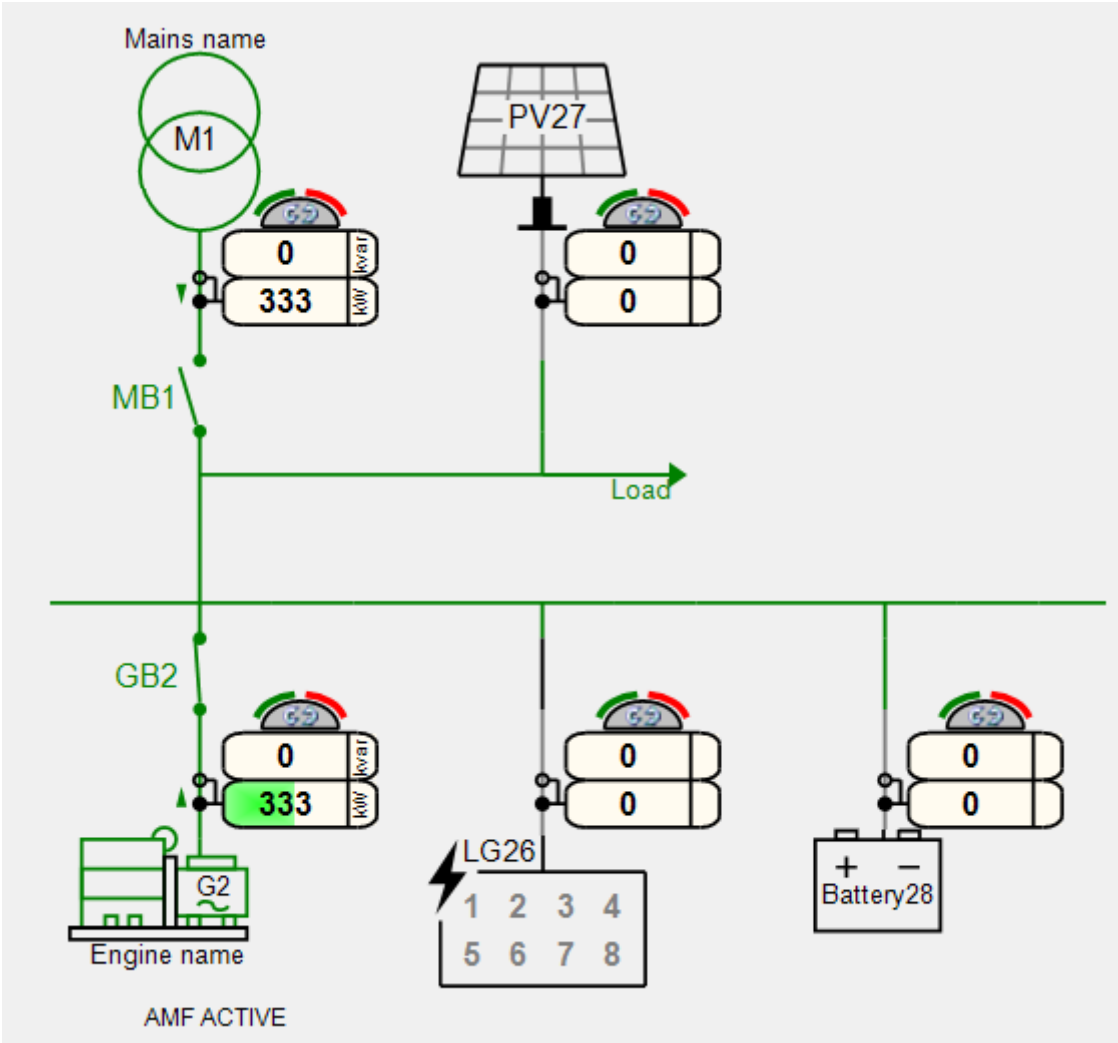 Mains name
M1
PV27
0 kvar
333 kW
0
0
MB1
Load
GB2
0 kvar
333 kW
0
0
0
0
G2
Engine name
LG26
1 2 3 4
5 6 7 8
+ −
Battery28
AMF ACTIVE